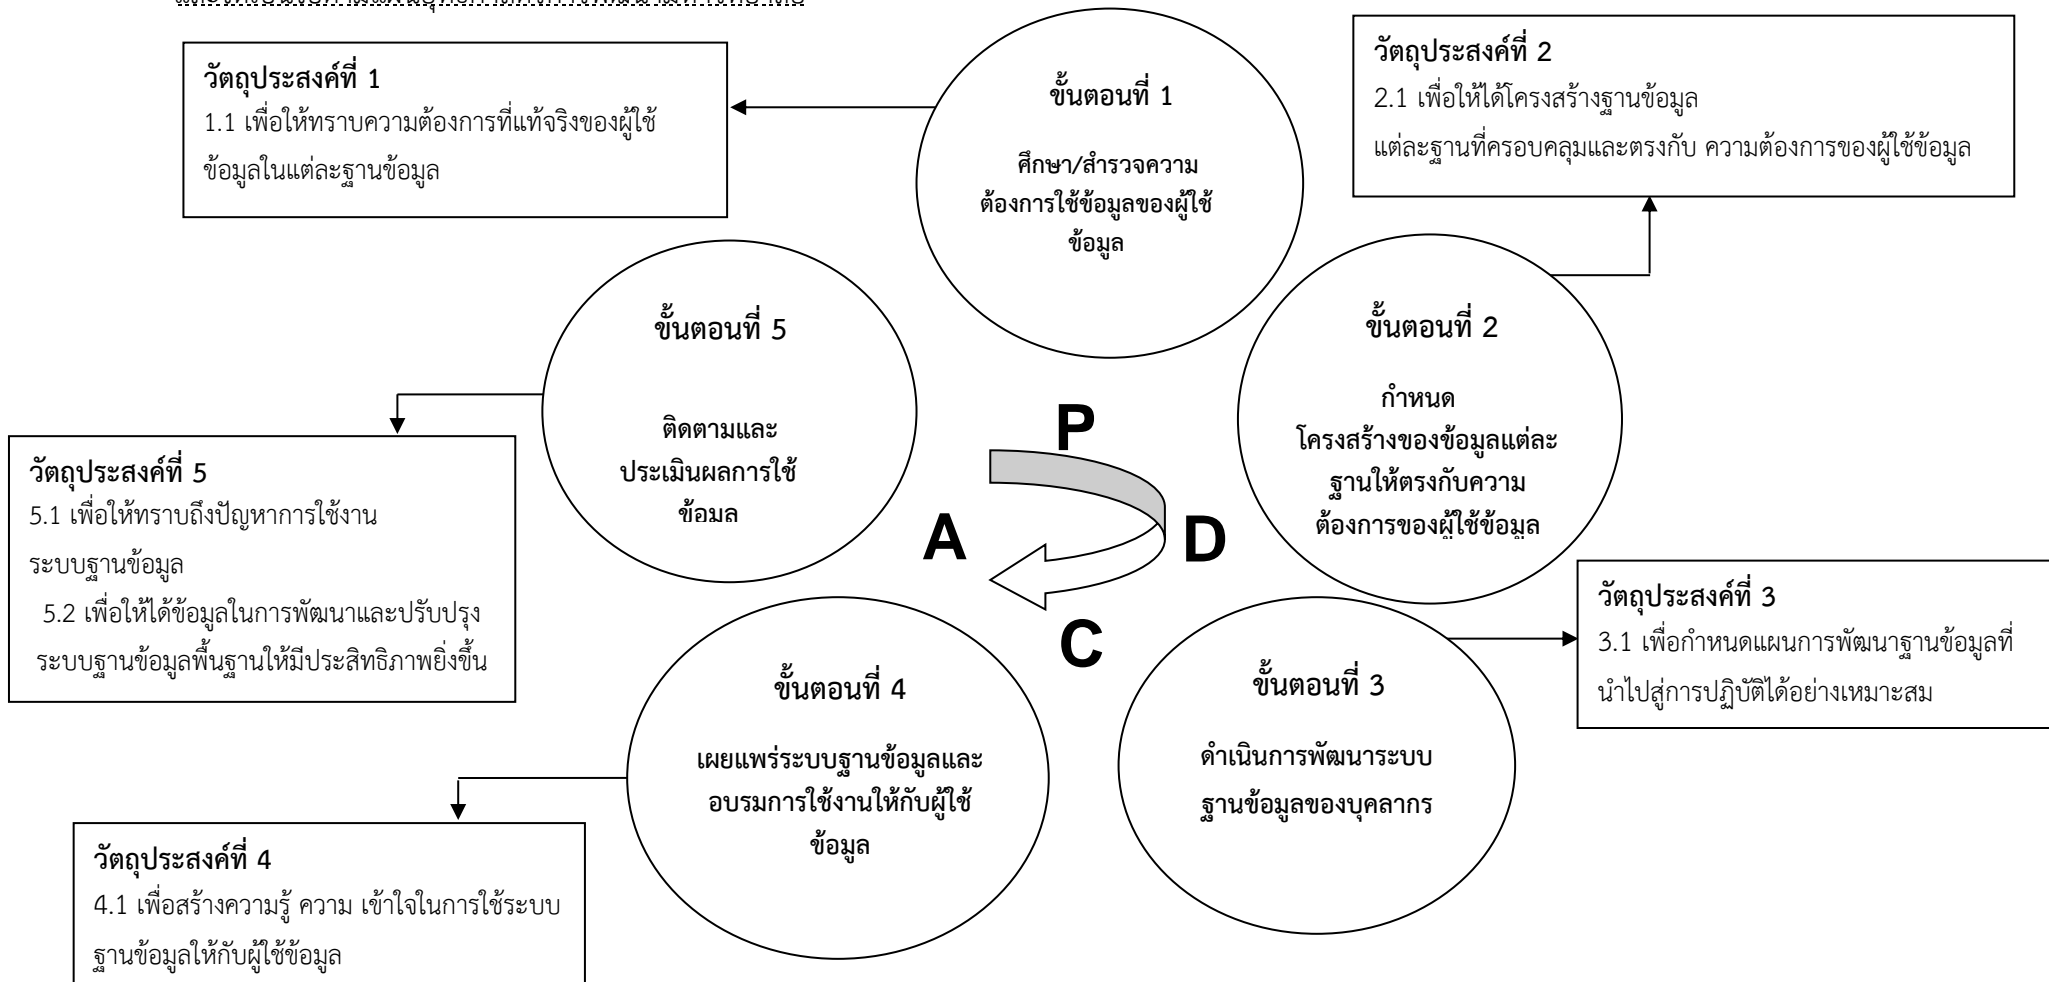 วัตถุประสงค์ที่ 1
1.1 เพื่อให้ทราบความต้องการที่แท้จริงของผู้ใช้
ข้อมูลในแต่ละฐานข้อมูล
ขั้นตอนที่ 1
ศึกษา/สำรวจความ
ต้องการใช้ข้อมูลของผู้ใช้
ข้อมูล
วัตถุประสงค์ที่ 2
2.1 เพื่อให้ได้โครงสร้างฐานข้อมูล
แต่ละฐานที่ครอบคลุมและตรงกับ ความต้องการของผู้ใช้ข้อมูล
ขั้นตอนที่ 5
ติดตามและ
ประเมินผลการใช้
ข้อมูล
ขั้นตอนที่ 2
กำหนด
โครงสร้างของข้อมูลแต่ละ
ฐานให้ตรงกับความ
ต้องการของผู้ใช้ข้อมูล
P
A
D
C
วัตถุประสงค์ที่ 5
5.1 เพื่อให้ทราบถึงปัญหาการใช้งาน
ระบบฐานข้อมูล
5.2 เพื่อให้ได้ข้อมูลในการพัฒนาและปรับปรุง
ระบบฐานข้อมูลพื้นฐานให้มีประสิทธิภาพยิ่งขึ้น
วัตถุประสงค์ที่ 3
3.1 เพื่อกำหนดแผนการพัฒนาฐานข้อมูลที่
นำไปสู่การปฏิบัติได้อย่างเหมาะสม
ขั้นตอนที่ 4
เผยแพร่ระบบฐานข้อมูลและ
อบรมการใช้งานให้กับผู้ใช้
ข้อมูล
ขั้นตอนที่ 3
ดำเนินการพัฒนาระบบ
ฐานข้อมูลของบุคลากร
วัตถุประสงค์ที่ 4
4.1 เพื่อสร้างความรู้ ความ เข้าใจในการใช้ระบบ
ฐานข้อมูลให้กับผู้ใช้ข้อมูล